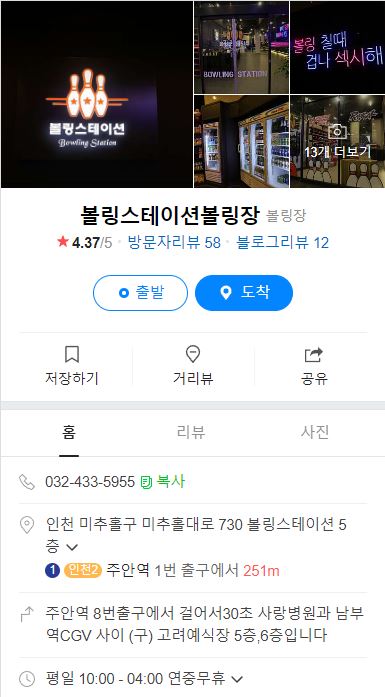 볼링스테이션
Bowling Station
BOWLING STATION
볼링 칠때
겁나 섹시해
13개 더보기
볼링스테이션볼링장 볼링장
4.37/5 · 방문자리뷰 58 · 블로그리뷰 12
출발
도착
저장하기
거리뷰
공유
홈
리뷰
사진
032-433-5955 복사
인천 미추홀구 미추홀대로 730 볼링스테이션 5
층
1 인천2 주안역 1번 출구에서 251m
주안역 8번출구에서 걸어서30초 사랑병원과 남부
역CGV 사이 (구) 고려예식장 5층,6층입니다
평일 10:00 - 04:00 연중무휴